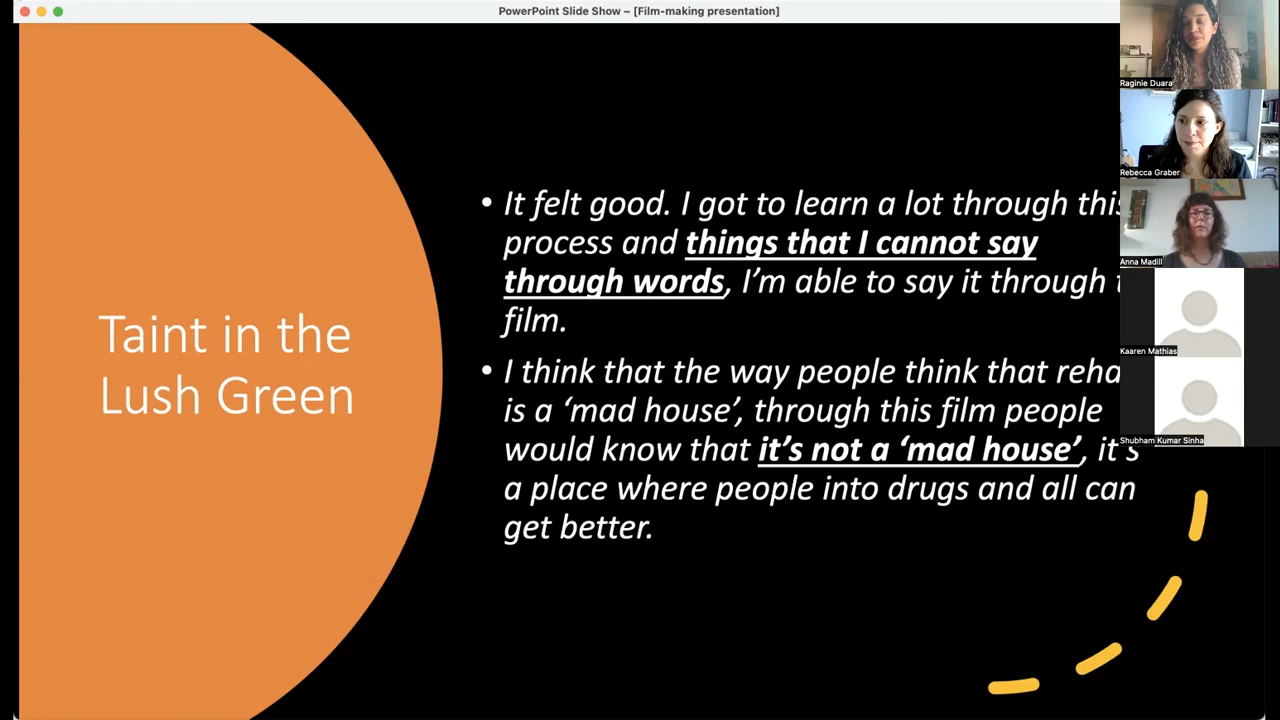 PowerPoint Slide Show – [Film-making presentation]
Taint in the
Lush Green
• It felt good. I got to learn a lot through this
process and things that I cannot say
through words, I'm able to say it through t
film.
• I think that the way people think that reha
is a 'mad house', through this film people
would know that it's not a 'mad house', it's
a place where people into drugs and all can
get better.
Raginie Duara
Rebecca Graber
Anna Madill
Kaaren Mathias
Shubham Kumar Sinha